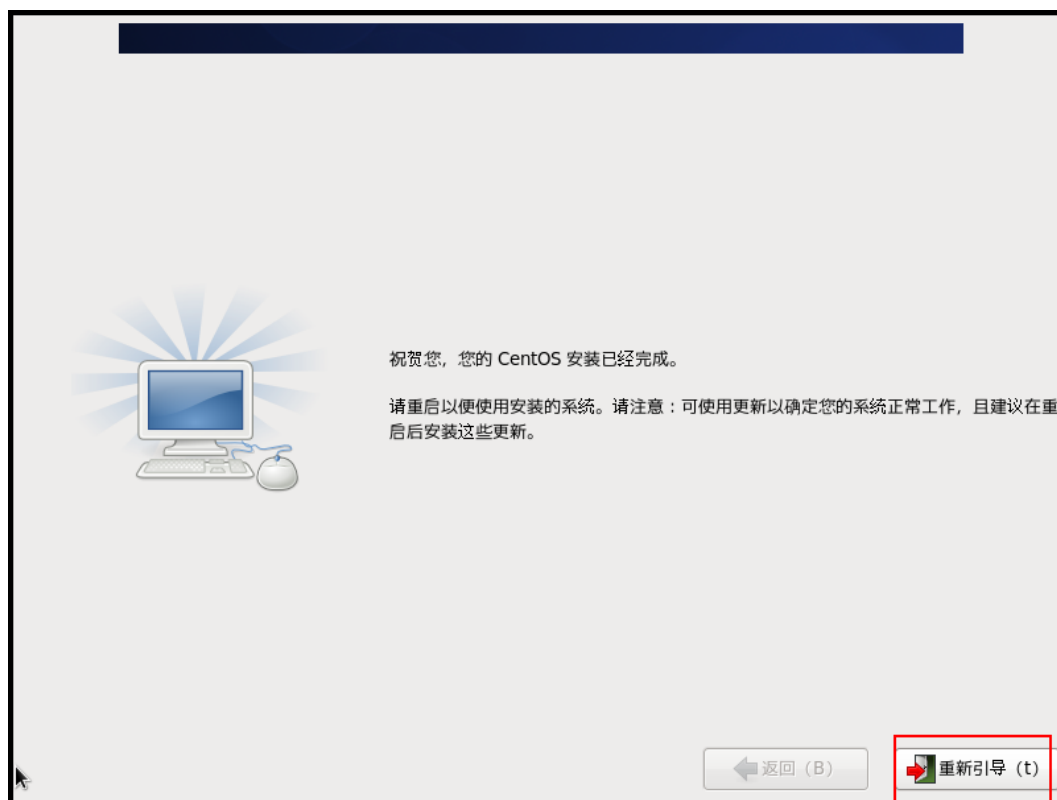 祝贺您，您的 CentOS 安装已经完成。
请重启以便使用安装的系统。请注意：可使用更新以确定您的系统正常工作，且建议在重
启后安装这些更新。
返回（B）
重新引导（t）